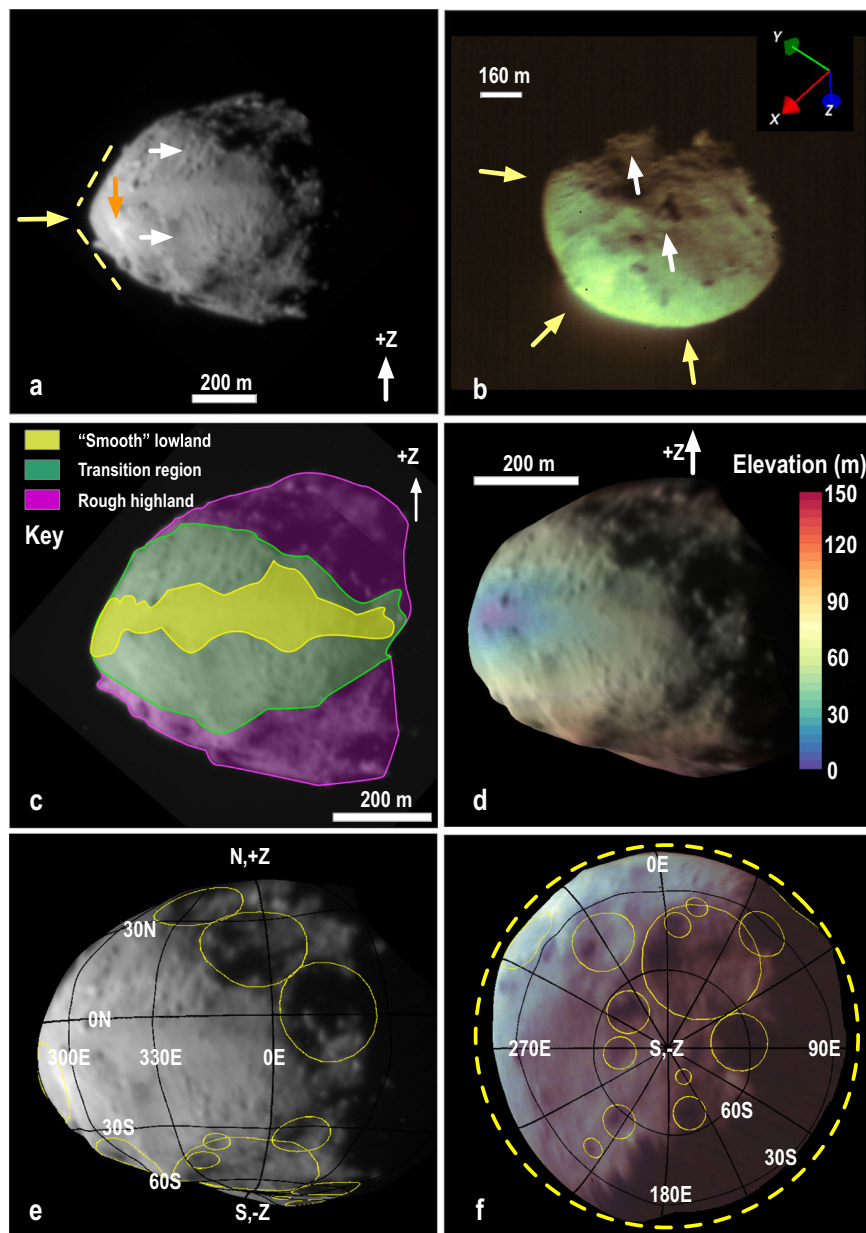 a
200 m
+Z
160 m
Y
X
Z
b
“Smooth” lowland
Transition region
Rough highland
Key
+Z
200 m
c
200 m
+Z
Elevation (m)
150
120
90
60
30
0
d
N,+Z
30N
0N
300E
330E
0E
30S
60S
S,-Z
e
0E
270E
S,-Z
90E
60S
30S
180E
f